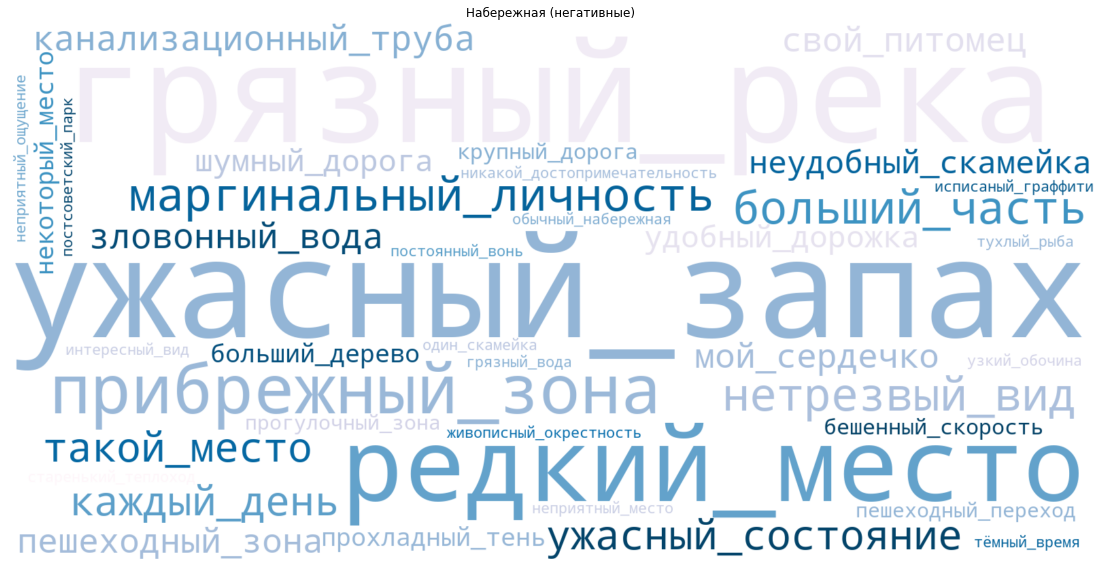 Набережная (негативные)
канализационный_труба
свой_питомец
грязный_река
неприятный_ощущение
некоторый_место
постсоветский_парк
шумный_дорога
крупный_дорога
никакой_достопримечательность
неудобный_скамейка
исписаный_граффити
маргинальный_личность
больший_часть
обычный_набережная
зловонный_вода
постоянный_вонь
удобный_дорожка
тухлый_рыба
ужасный_запах
интересный_вид
больший_дерево
один_скамейка
грязный_вода
мой_сердечко
узкий_обочина
прибрежный_зона
нетрезвый_вид
прогулочный_зона
живописный_окрестность
бешенный_скорость
такой_место
редкий_место
каждый_день
неприятный_место
пешеходный_переход
пешеходный_зона
прохладный_тень
ужасный_состояние
тёмный_время